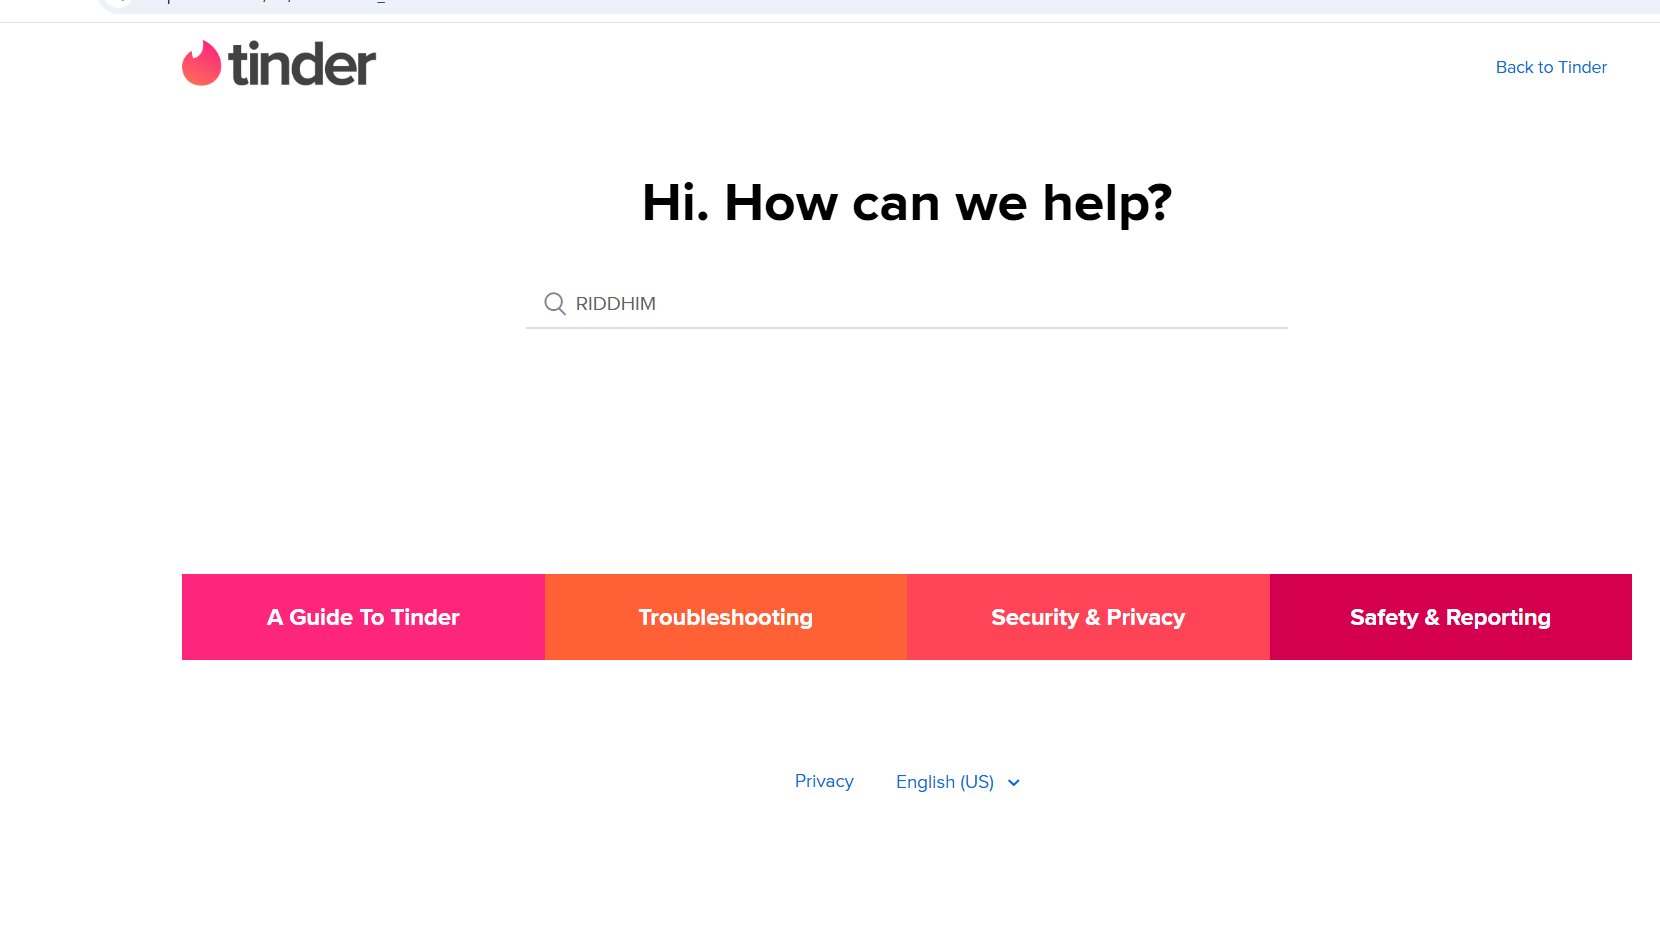 tinder
Back to Tinder
Hi. How can we help?
RIDDHIM
A Guide To Tinder
Troubleshooting
Security & Privacy
Safety & Reporting
Privacy
English (US)